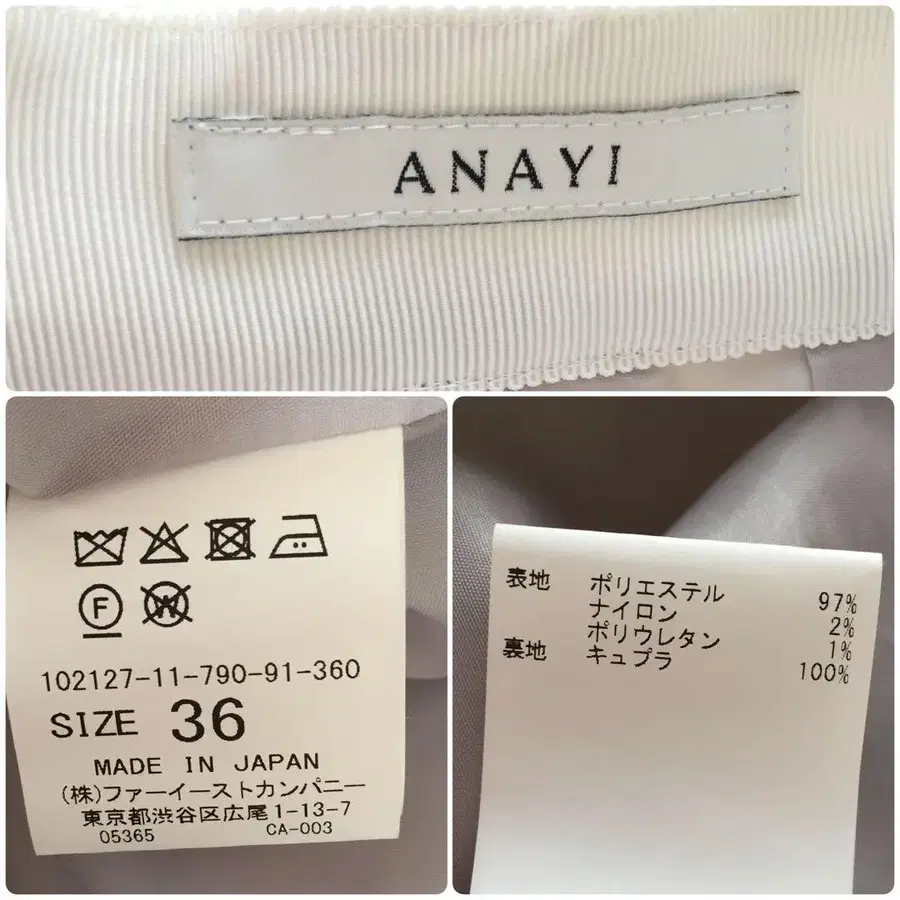 ANAYI
F
W
102127-11-790-91-360
SIZE 36
MADE IN JAPAN
(株)ファーイーストカンパニー
東京都渋谷区広尾1-13-7
05365 CA-003
表地 ポリエステル 97%
ナイロン 2%
ポリウレタン 1%
裏地 キュプラ 100%